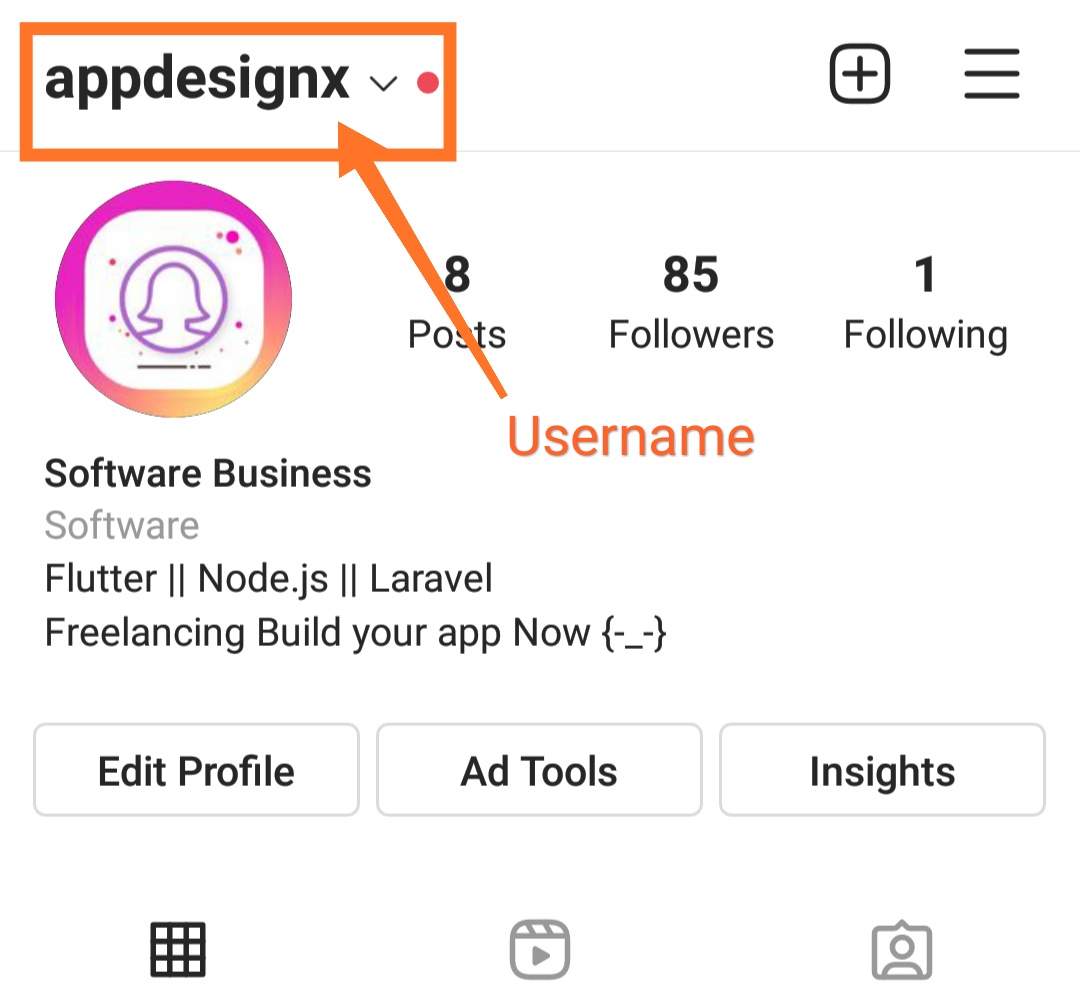 appdesignx
8 85 1
Posts Followers Following
Username
Software Business
Software
Flutter || Node.js || Laravel
Freelancing Build your app Now {-_-}
Edit Profile Ad Tools Insights